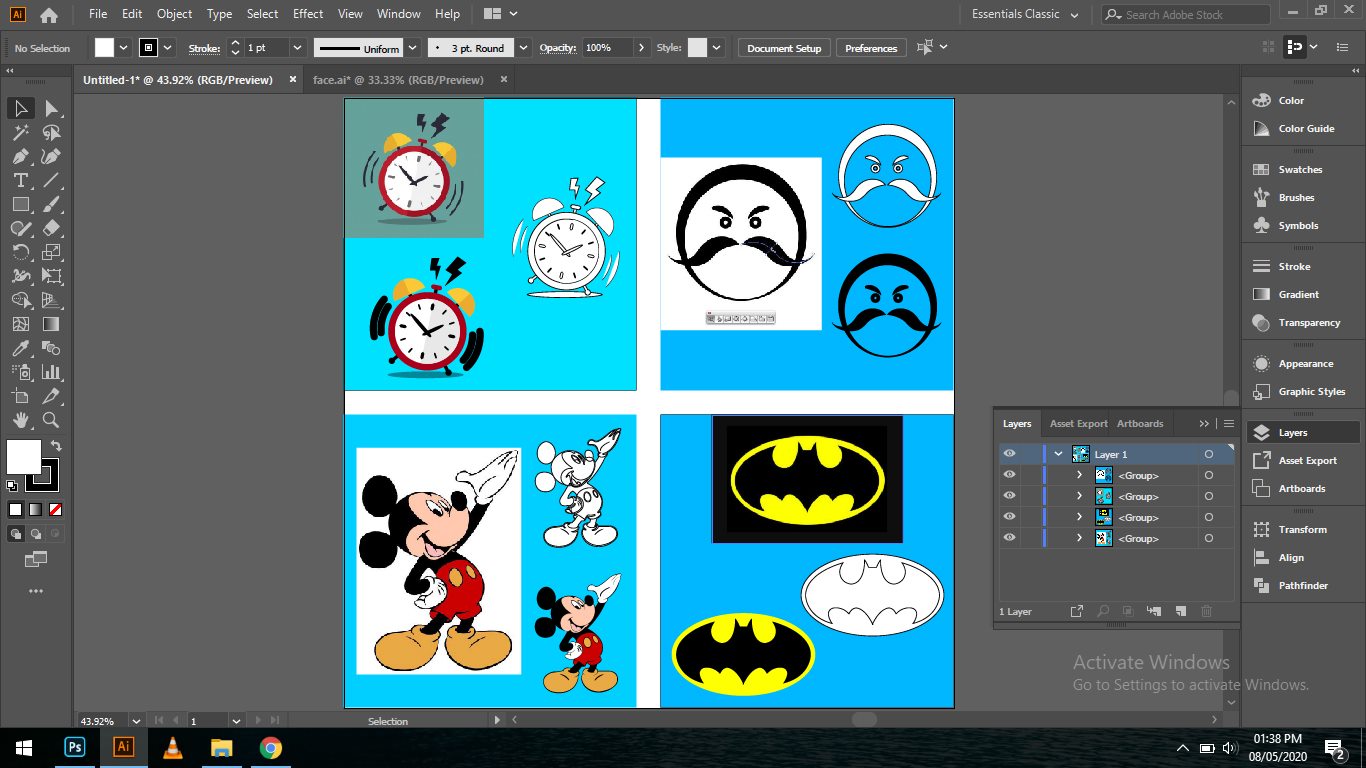 Ai File Edit Object Type Select Effect View Window Help Essentials Classic Search Adobe Stock
No Selection Stroke: 1 pt Uniform 3 pt. Round Opacity: 100% Style: Document Setup Preferences
Untitled-1* @ 43.92% (RGB/Preview) × face.ai* @ 33.33% (RGB/Preview) ×
Color
Color Guide
Swatches
Brushes
Symbols
Stroke
Gradient
Transparency
Appearance
Graphic Styles
Layers
Asset Export
Artboards
Transform
Align
Pathfinder
Layers Asset Export Artboards
Layer 1
<Group>
<Group>
<Group>
<Group>
1 Layer
Activate Windows
Go to Settings to activate Windows.
43.92% 1 Selection
Ps Ai 01:38 PM
08/05/2020 2